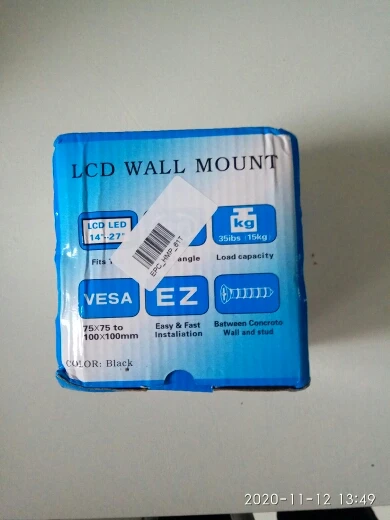 LCD WALL MOUNT
LCD LED
14"-27"
kg
35lbs 15kg
Fits
angle
Load capacity
EPC_HMP_617
VESA
EZ
75X75 to
100X100mm
Easy & Fast
Installation
Between Concrete
Wall and stud
COLOR: Black
2020-11-12 13:49